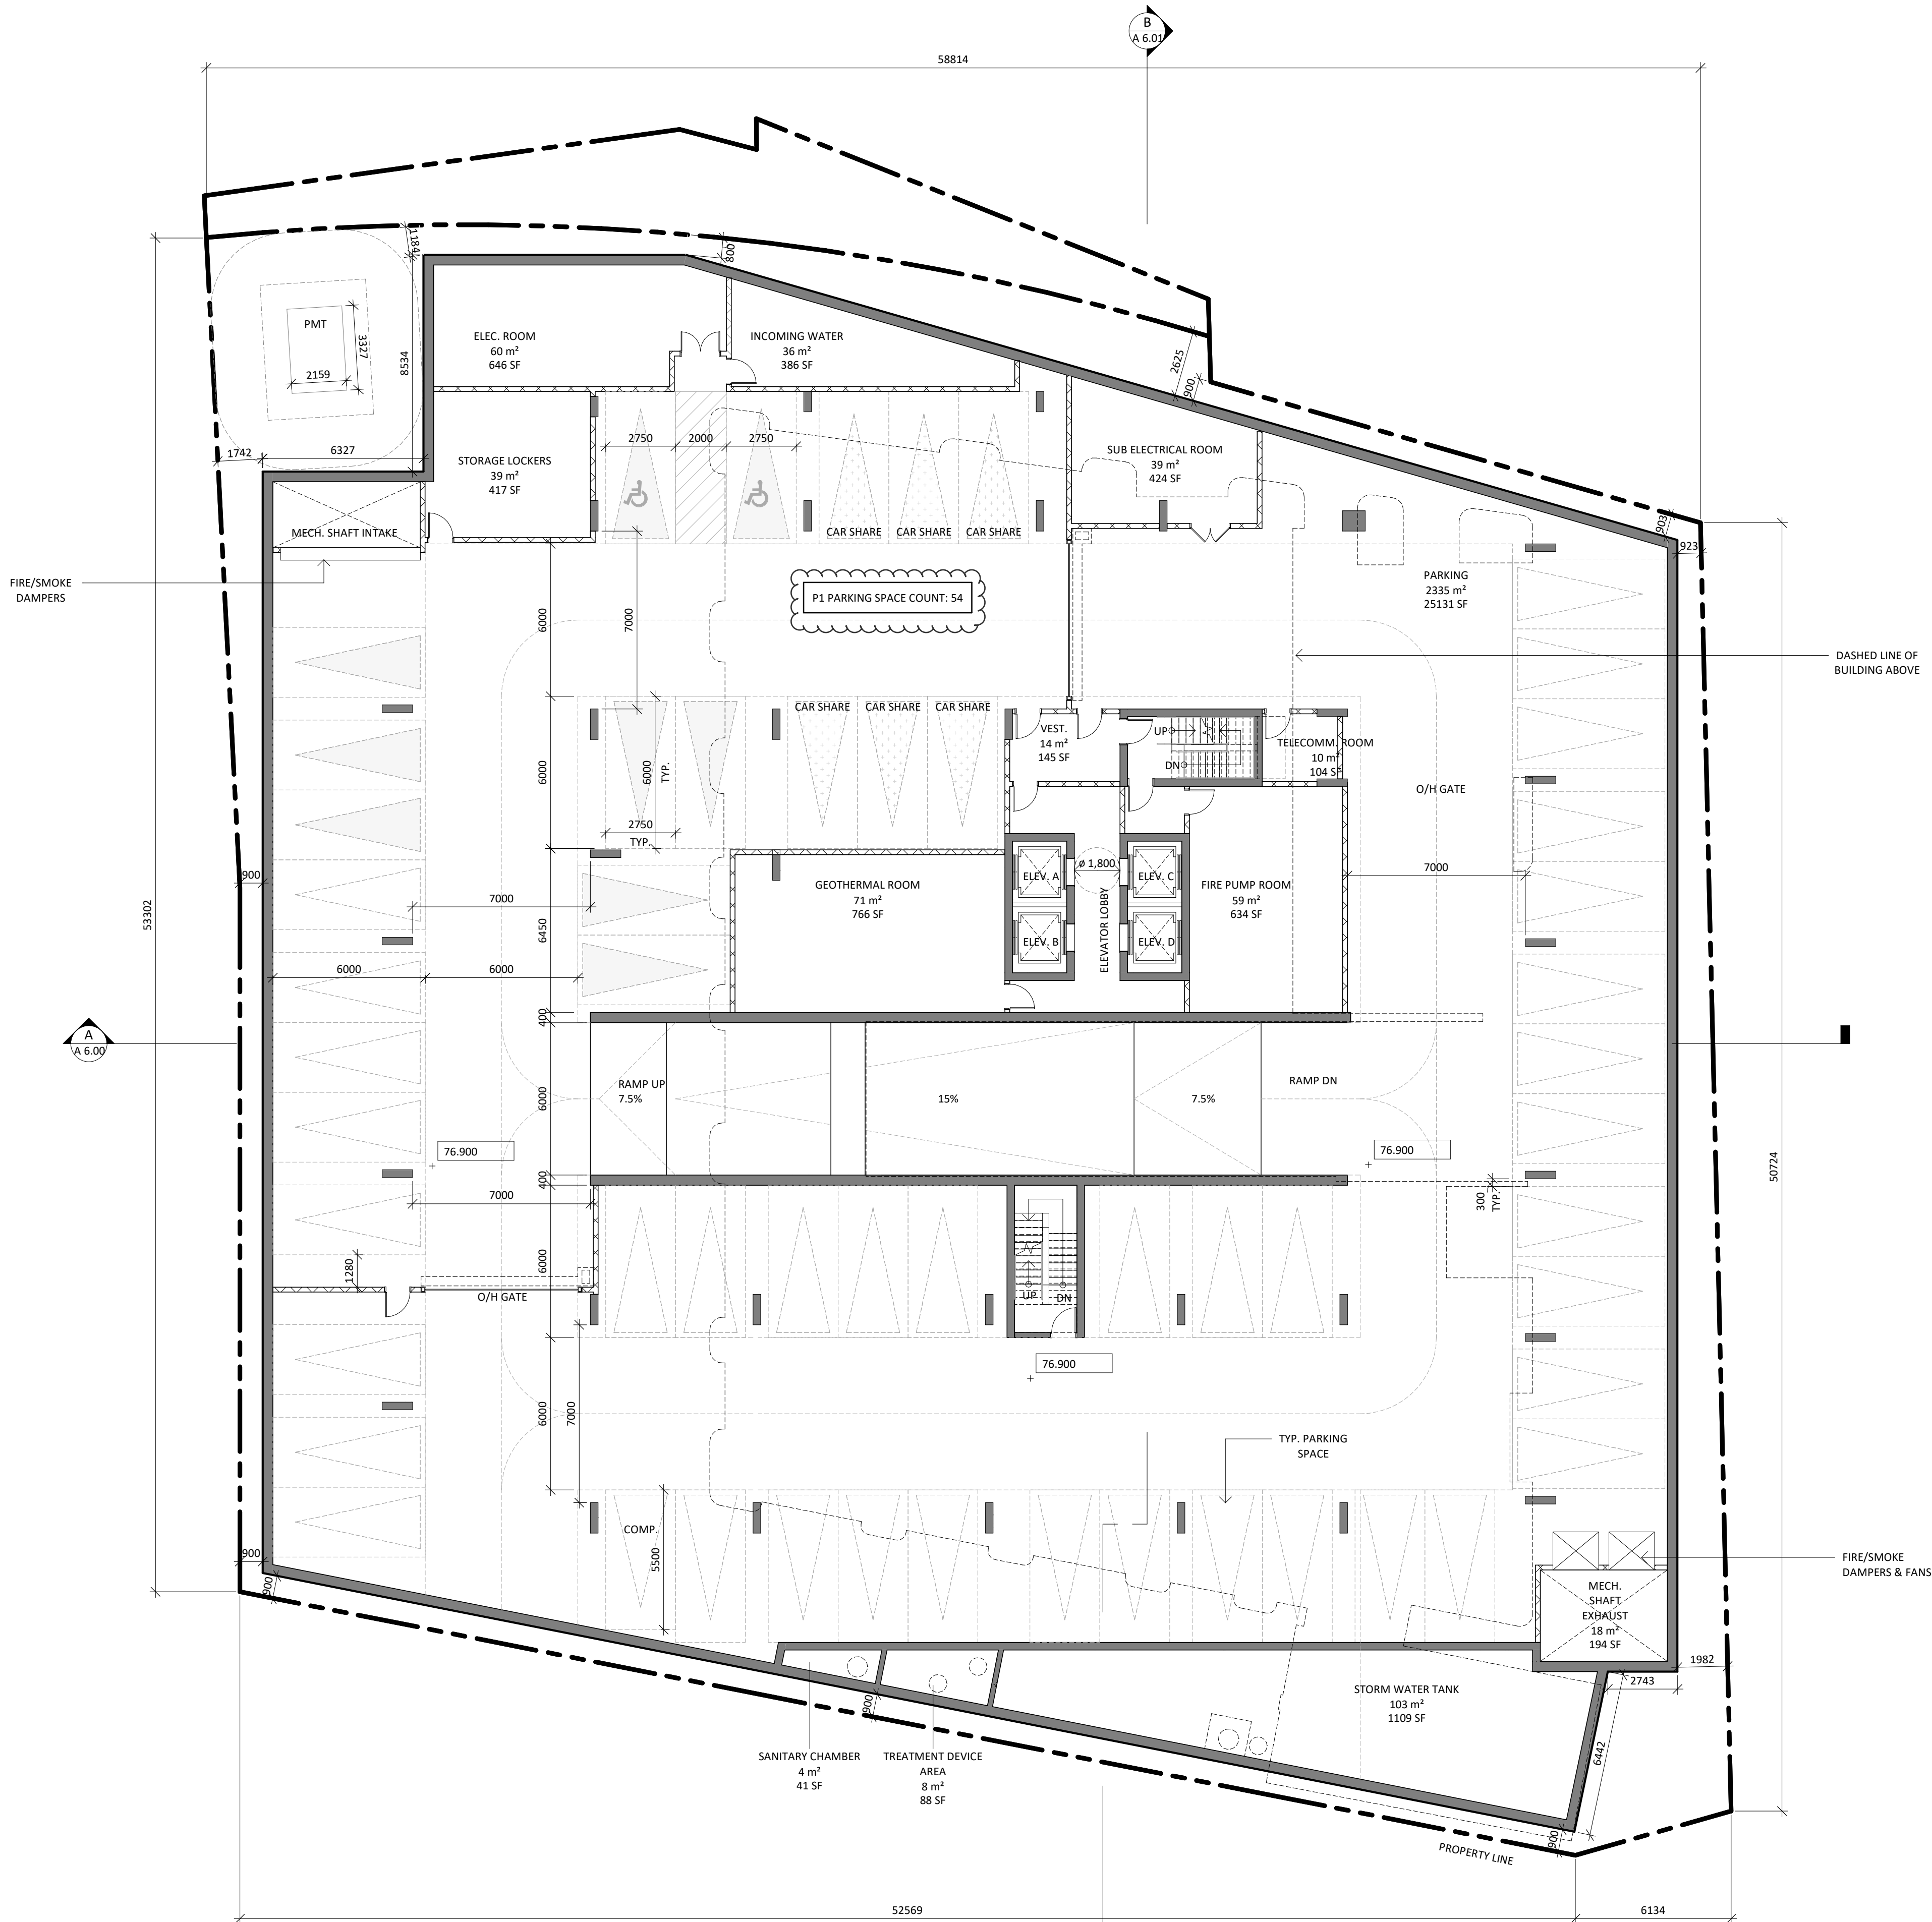 B
A 6.01
58814
1184
800
PMT
3327
2159
8534
ELEC. ROOM
60 m²
646 SF
INCOMING WATER
36 m²
386 SF
2625
900
1742
6327
STORAGE LOCKERS
39 m²
417 SF
2750
2000
2750
SUB ELECTRICAL ROOM
39 m²
424 SF
MECH. SHAFT INTAKE
CAR SHARE
CAR SHARE
CAR SHARE
903
923
FIRE/SMOKE
DAMPERS
P1 PARKING SPACE COUNT: 54
PARKING
2335 m²
25131 SF
6000
7000
DASHED LINE OF
BUILDING ABOVE
CAR SHARE
CAR SHARE
CAR SHARE
VEST.
14 m²
145 SF
UP
DN
TELECOMM. ROOM
10 m²
104 SF
6000
6000
TYP.
O/H GATE
2750
TYP.
900
53302
7000
6450
GEOTHERMAL ROOM
71 m²
766 SF
ELEV. A
ø 1,800
ELEV. C
FIRE PUMP ROOM
59 m²
634 SF
7000
ELEV. B
ELEVATOR LOBBY
ELEV. D
6000
6000
400
A
A 6.00
RAMP UP
7.5%
15%
7.5%
RAMP DN
6000
76.900
76.900
50724
400
7000
300
TYP.
6000
1280
O/H GATE
UP
DN
76.900
6000
7000
TYP. PARKING
SPACE
COMP.
5500
900
900
FIRE/SMOKE
DAMPERS & FANS
MECH.
SHAFT
EXHAUST
18 m²
194 SF
1982
2743
STORM WATER TANK
103 m²
1109 SF
900
6442
SANITARY CHAMBER
4 m²
41 SF
TREATMENT DEVICE
AREA
8 m²
88 SF
900
PROPERTY LINE
52569
6134